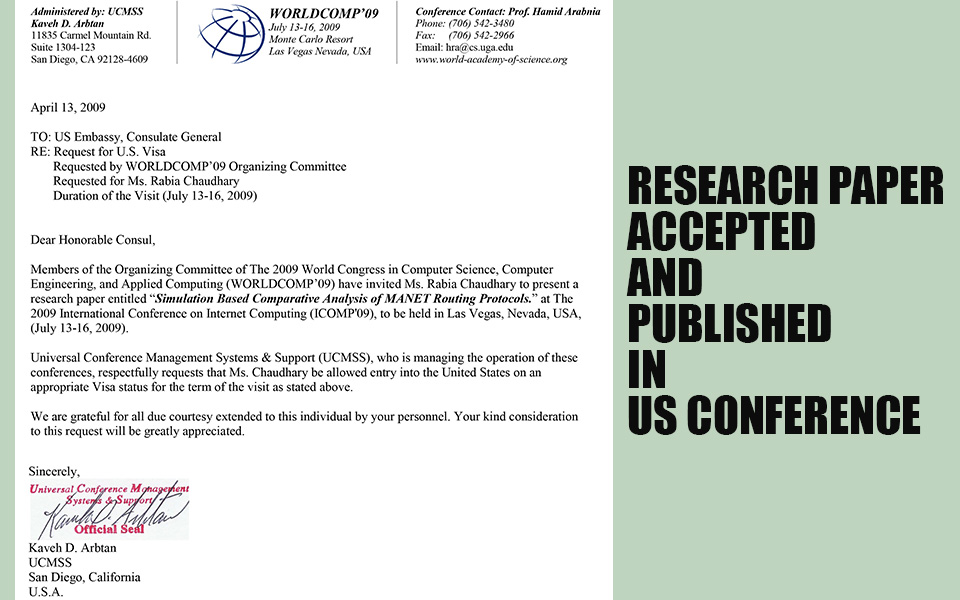 Administered by: UCMSS
Kaveh D. Arbtan
11835 Carmel Mountain Rd.
Suite 1304-123
San Diego, CA 92128-4609
WORLDCOMP'09
July 13-16, 2009
Monte Carlo Resort
Las Vegas Nevada, USA
Conference Contact: Prof. Hamid Arabnia
Phone: (706) 542-3480
Fax: (706) 542-2966
Email: hra@cs.uga.edu
www.world-academy-of-science.org
April 13, 2009
TO: US Embassy, Consulate General
RE: Request for U.S. Visa
Requested by WORLDCOMP'09 Organizing Committee
Requested for Ms. Rabia Chaudhary
Duration of the Visit (July 13-16, 2009)
Dear Honorable Consul,
Members of the Organizing Committee of The 2009 World Congress in Computer Science, Computer
Engineering, and Applied Computing (WORLDCOMP'09) have invited Ms. Rabia Chaudhary to present a
research paper entitled “Simulation Based Comparative Analysis of MANET Routing Protocols.” at The
2009 International Conference on Internet Computing (ICOMP'09), to be held in Las Vegas, Nevada, USA,
(July 13-16, 2009).
Universal Conference Management Systems & Support (UCMSS), who is managing the operation of these
conferences, respectfully requests that Ms. Chaudhary be allowed entry into the United States on an
appropriate Visa status for the term of the visit as stated above.
We are grateful for all due courtesy extended to this individual by your personnel. Your kind consideration
to this request will be greatly appreciated.
Sincerely,
Universal Conference Management
Systems & Support
Kaveh D. Arbtan
Official Seal
Kaveh D. Arbtan
UCMSS
San Diego, California
U.S.A.
RESEARCH PAPER
ACCEPTED
AND
PUBLISHED
IN
US CONFERENCE